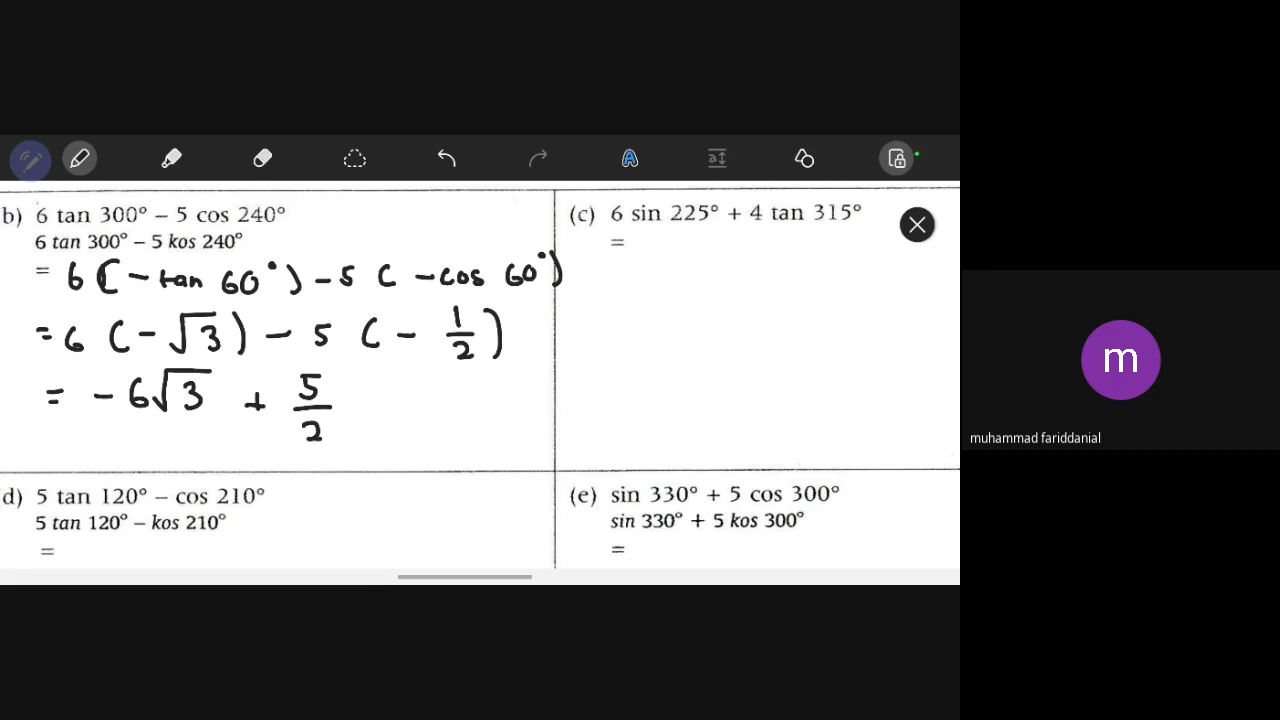 b) 6 tan 300° – 5 cos 240°
6 tan 300° – 5 kos 240°
= 6 (– tan 60°) – 5 ( – cos 60°)
= 6 ( – √3 ) – 5 ( – 1/2 )
= – 6√3 + 5/2
(c) 6 sin 225° + 4 tan 315°
=
d) 5 tan 120° – cos 210°
5 tan 120° – kos 210°
=
(e) sin 330° + 5 cos 300°
sin 330° + 5 kos 300°
=
m
muhammad fariddanial